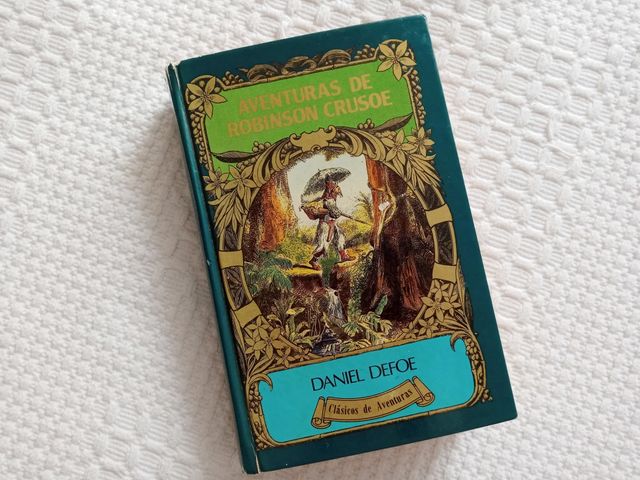 AVENTURAS DE
ROBINSON CRUSOE
DANIEL DEFOE
Clásicos de Aventuras